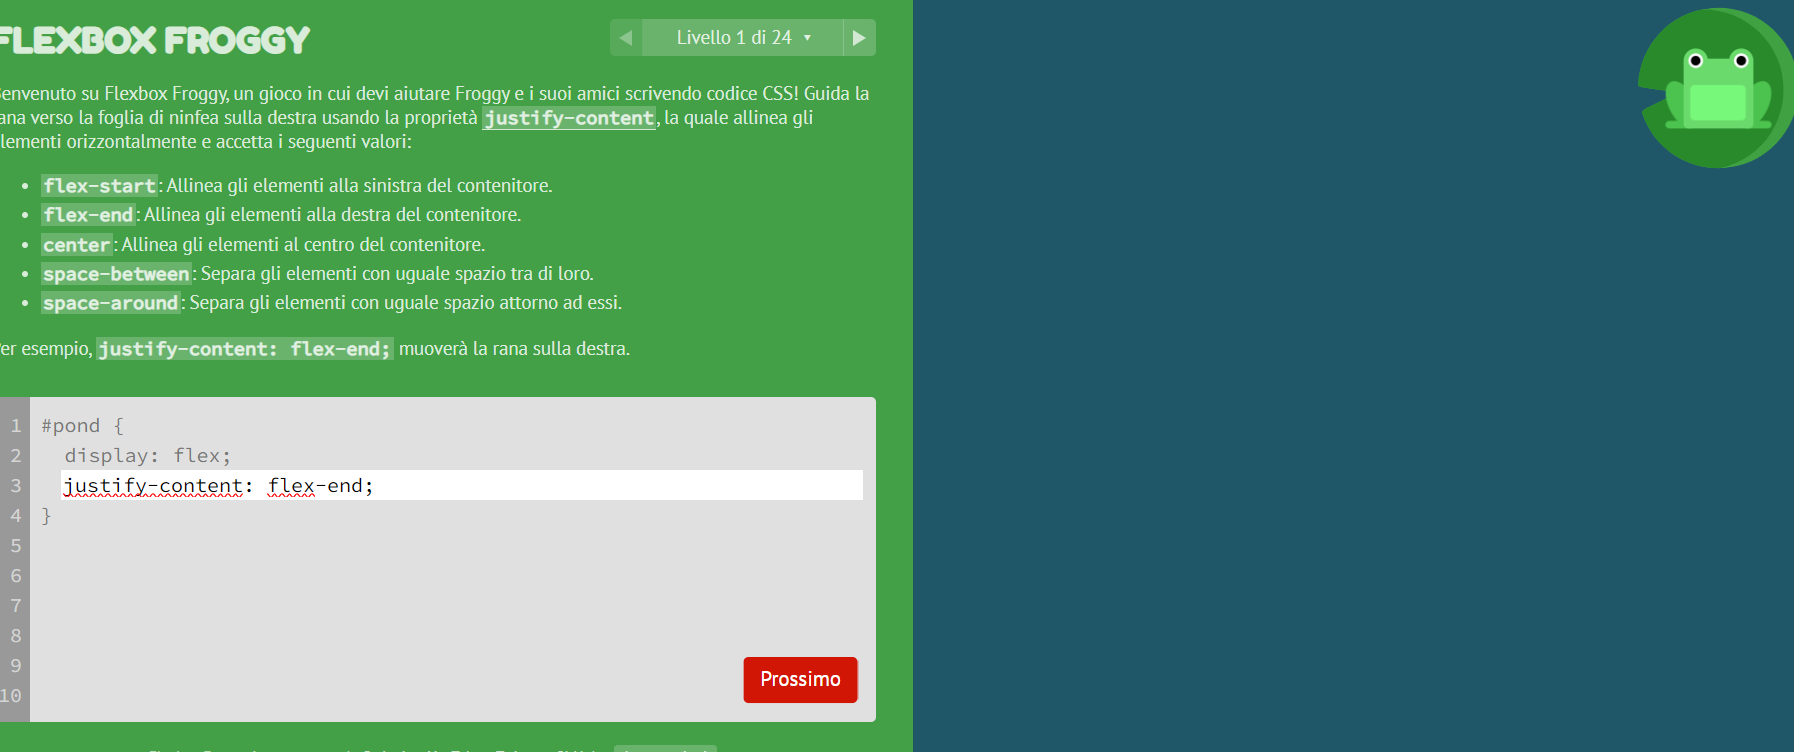 FLEXBOX FROGGY
Livello 1 di 24
envenuto su Flexbox Froggy, un gioco in cui devi aiutare Froggy e i suoi amici scrivendo codice CSS! Guida la
ana verso la foglia di ninfea sulla destra usando la proprietà justify-content, la quale allinea gli
lementi orizzontalmente e accetta i seguenti valori:
• flex-start: Allinea gli elementi alla sinistra del contenitore.
• flex-end: Allinea gli elementi alla destra del contenitore.
• center: Allinea gli elementi al centro del contenitore.
• space-between: Separa gli elementi con uguale spazio tra di loro.
• space-around: Separa gli elementi con uguale spazio attorno ad essi.
er esempio, justify-content: flex-end; muoverà la rana sulla destra.
1 #pond {
2 display: flex;
3 justify-content: flex-end;
4 }
5
6
7
8
9
10
Prossimo